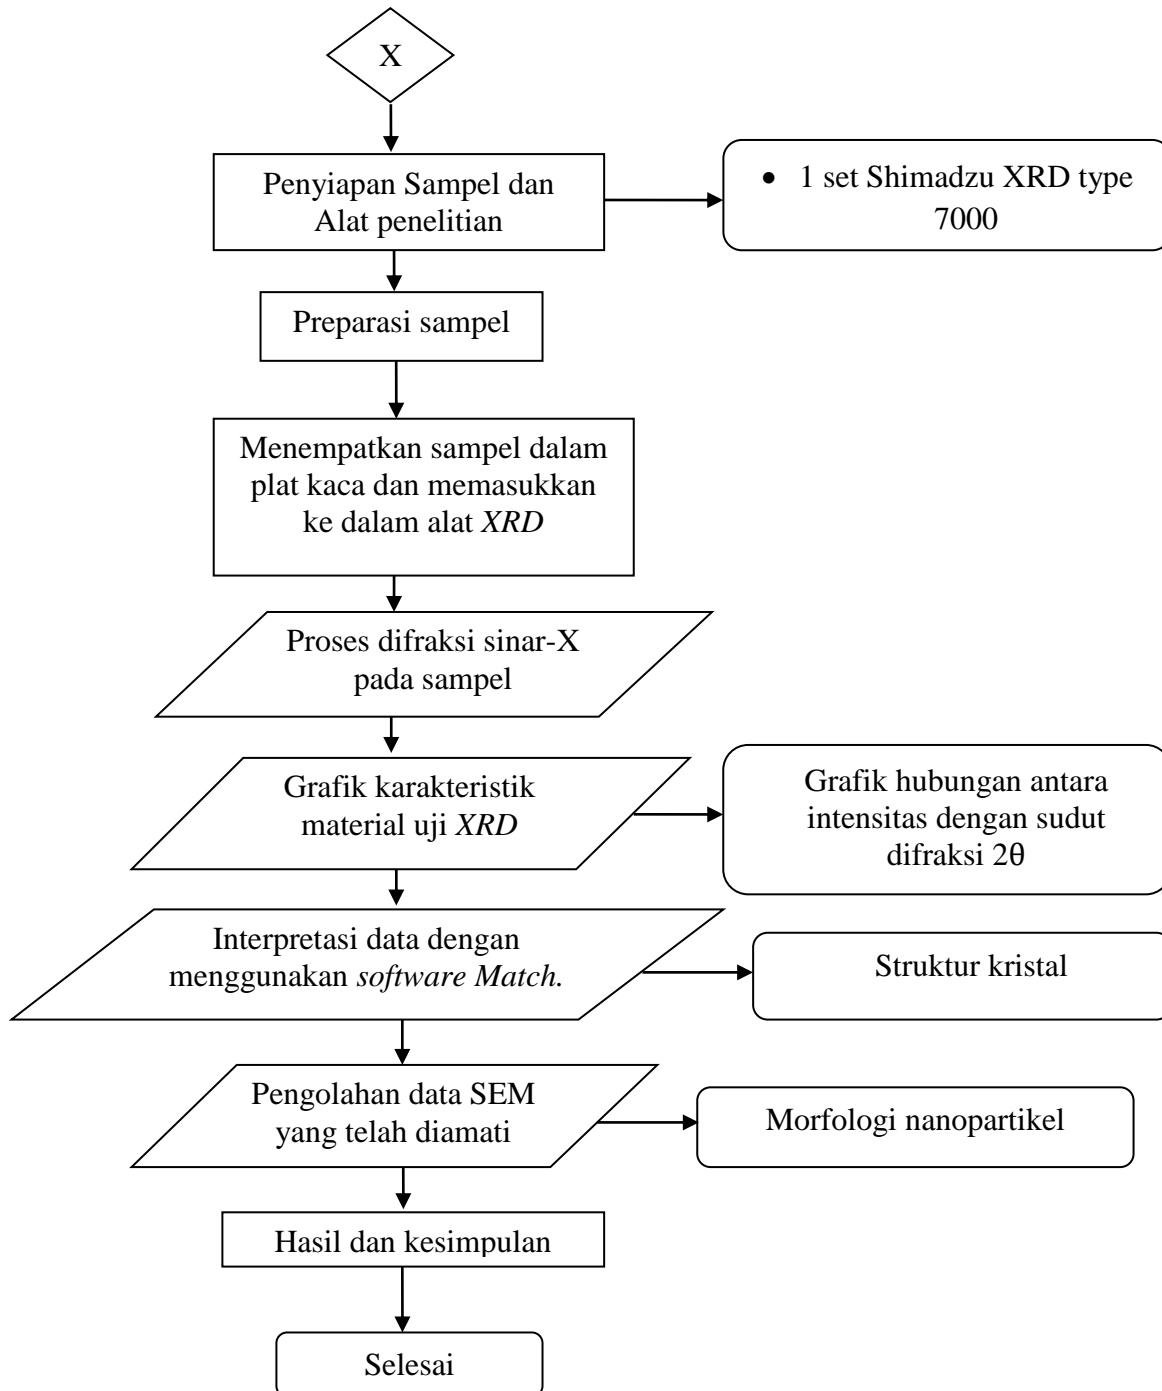 X
Penyiapan Sampel dan
Alat penelitian
• 1 set Shimadzu XRD type
7000
Preparasi sampel
Menempatkan sampel dalam
plat kaca dan memasukkan
ke dalam alat XRD
Proses difraksi sinar-X
pada sampel
Grafik karakteristik
material uji XRD
Grafik hubungan antara
intensitas dengan sudut
difraksi 2θ
Interpretasi data dengan
menggunakan software Match.
Struktur kristal
Pengolahan data SEM
yang telah diamati
Morfologi nanopartikel
Hasil dan kesimpulan
Selesai